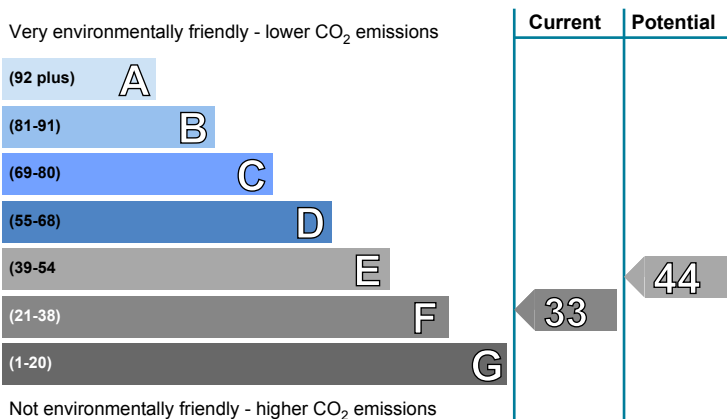 Very environmentally friendly - lower CO2 emissions
Current
Potential
(92 plus) A
(81-91) B
(69-80) C
(55-68) D
(39-54 E
44
(21-38) F
33
(1-20) G
Not environmentally friendly - higher CO2 emissions